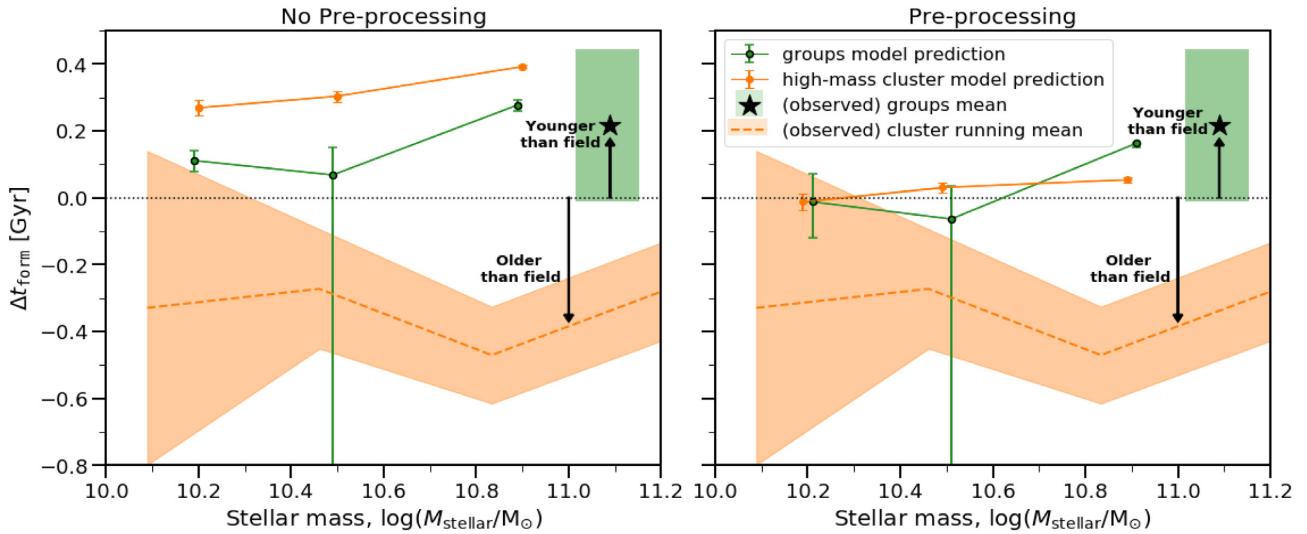 No Pre-processing
Pre-processing
groups model prediction
high-mass cluster model prediction
(observed) groups mean
(observed) cluster running mean
Younger
than field
Younger
than field
Older
than field
Older
than field
0.4
0.2
0.0
−0.2
−0.4
−0.6
−0.8
Δt_form [Gyr]
10.0 10.2 10.4 10.6 10.8 11.0 11.2
10.0 10.2 10.4 10.6 10.8 11.0 11.2
Stellar mass, log(M_stellar/M_⊙)
Stellar mass, log(M_stellar/M_⊙)